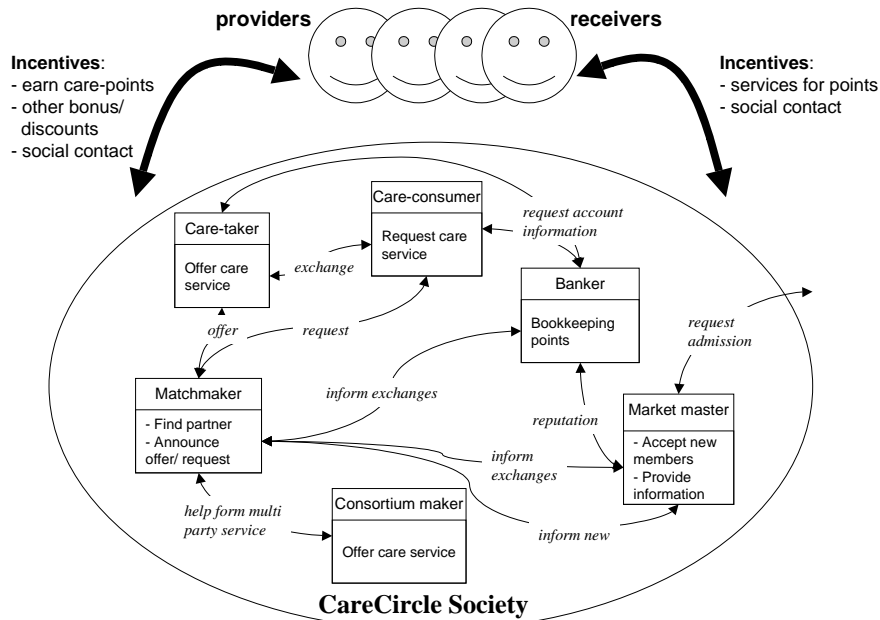 providers
receivers
Incentives:
- earn care-points
- other bonus/
discounts
- social contact
Incentives:
- services for points
- social contact
Care-taker
Offer care
service
Care-consumer
Request care
service
request account
information
exchange
Banker
Bookkeeping
points
offer
request
request
admission
Matchmaker
- Find partner
- Announce
offer/ request
inform exchanges
reputation
Market master
- Accept new
members
- Provide
information
inform
exchanges
help form multi
party service
Consortium maker
Offer care service
inform new
CareCircle Society